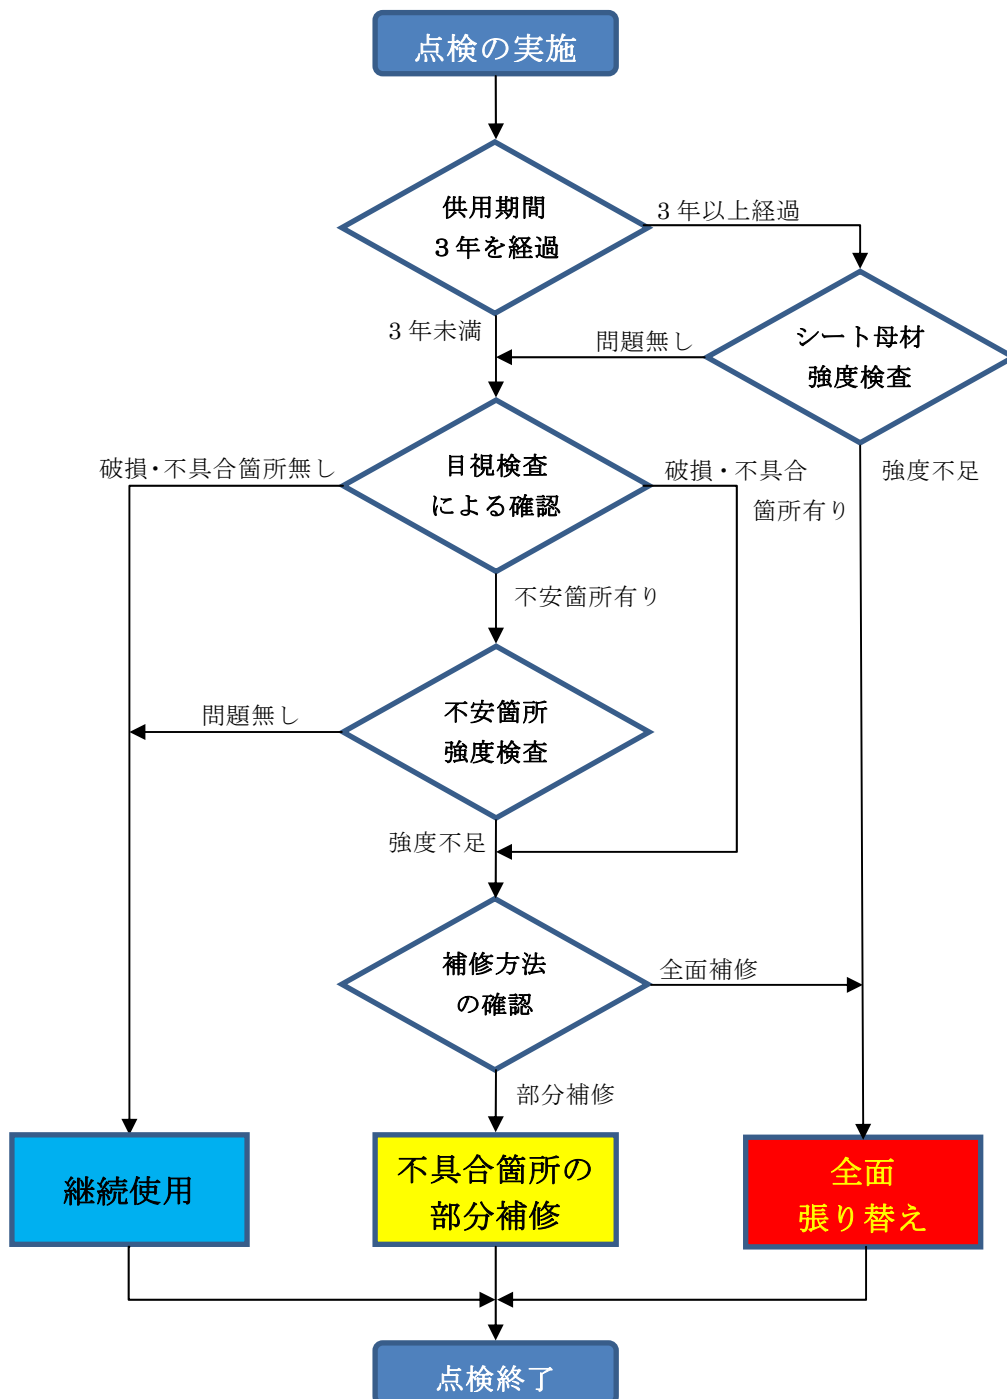 点検の実施
供用期間
３年を経過
3 年以上経過
シート母材
強度検査
3 年未満
問題無し
目視検査
による確認
破損・不具合箇所無し
破損・不具合
箇所有り
強度不足
不安箇所有り
不安箇所
強度検査
問題無し
強度不足
補修方法
の確認
全面補修
部分補修
継続使用
不具合箇所の
部分補修
全面
張り替え
点検終了